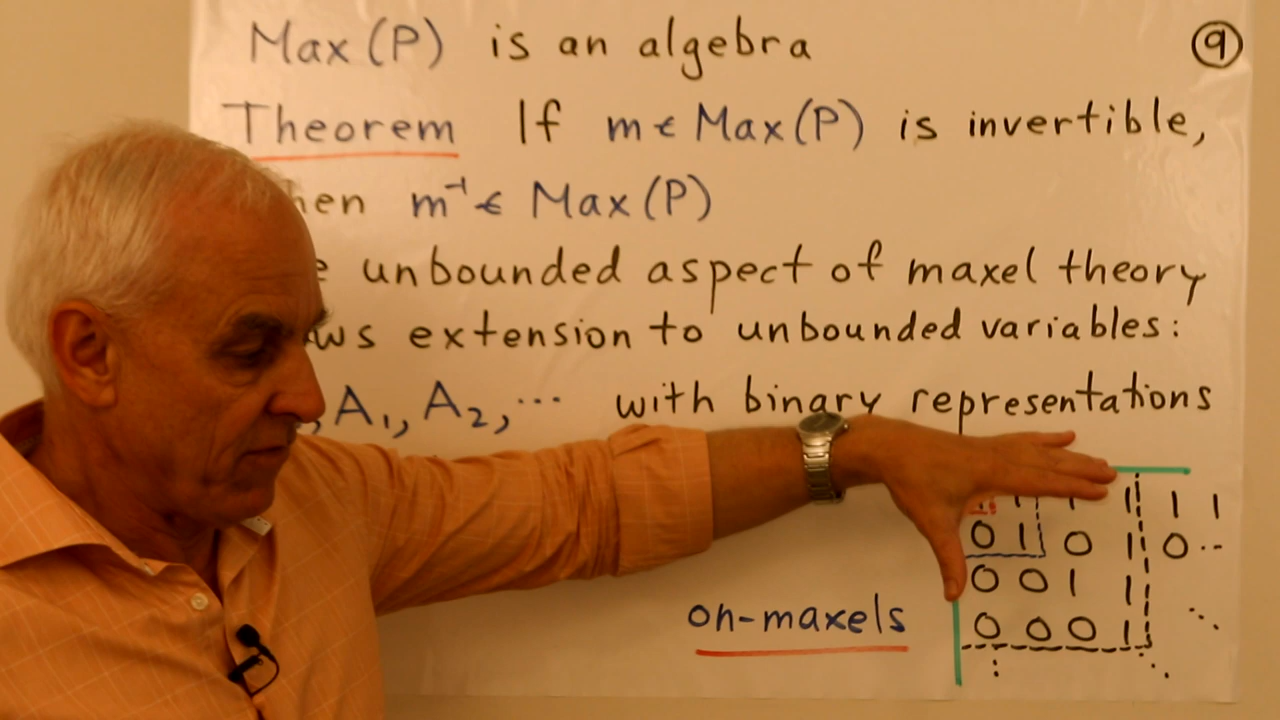 Max(P) is an algebra
⑨
Theorem If m ∈ Max(P) is invertible,
hen m⁻¹ ∈ Max(P)
e unbounded aspect of maxel theory
ws extension to unbounded variables:
, A₁, A₂, ... with binary representations
1 1 1
0 1 0 1 0 ..
0 0 1 1
on-maxels
0 0 0 1